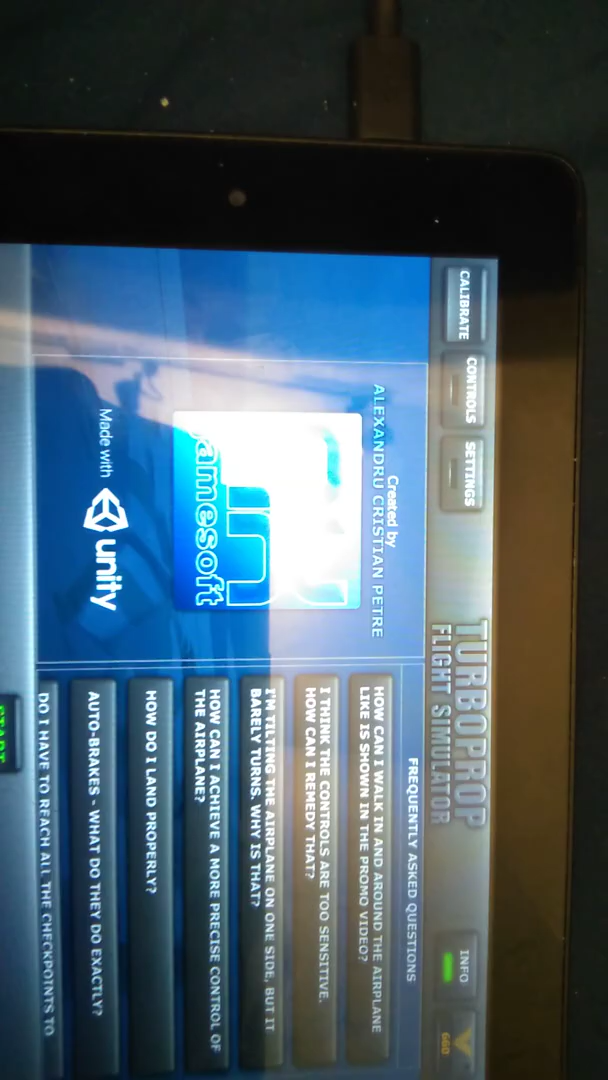 CALIBRATE
CONTROLS
SETTINGS
TURBOPROP
FLIGHT SIMULATOR
INFO
660
Created by
ALEXANDRU CRISTIAN PETRE
amesoft
Made with
unity
FREQUENTLY ASKED QUESTIONS
HOW CAN I WALK IN AND AROUND THE AIRPLANE
LIKE IS SHOWN IN THE PROMO VIDEO?
I THINK THE CONTROLS ARE TOO SENSITIVE.
HOW CAN I REMEDY THAT?
I'M TILTING THE AIRPLANE ON ONE SIDE, BUT IT
BARELY TURNS. WHY IS THAT?
HOW CAN I ACHIEVE A MORE PRECISE CONTROL OF
THE AIRPLANE?
HOW DO I LAND PROPERLY?
AUTO-BRAKES - WHAT DO THEY DO EXACTLY?
DO I HAVE TO REACH ALL THE CHECKPOINTS TO
START